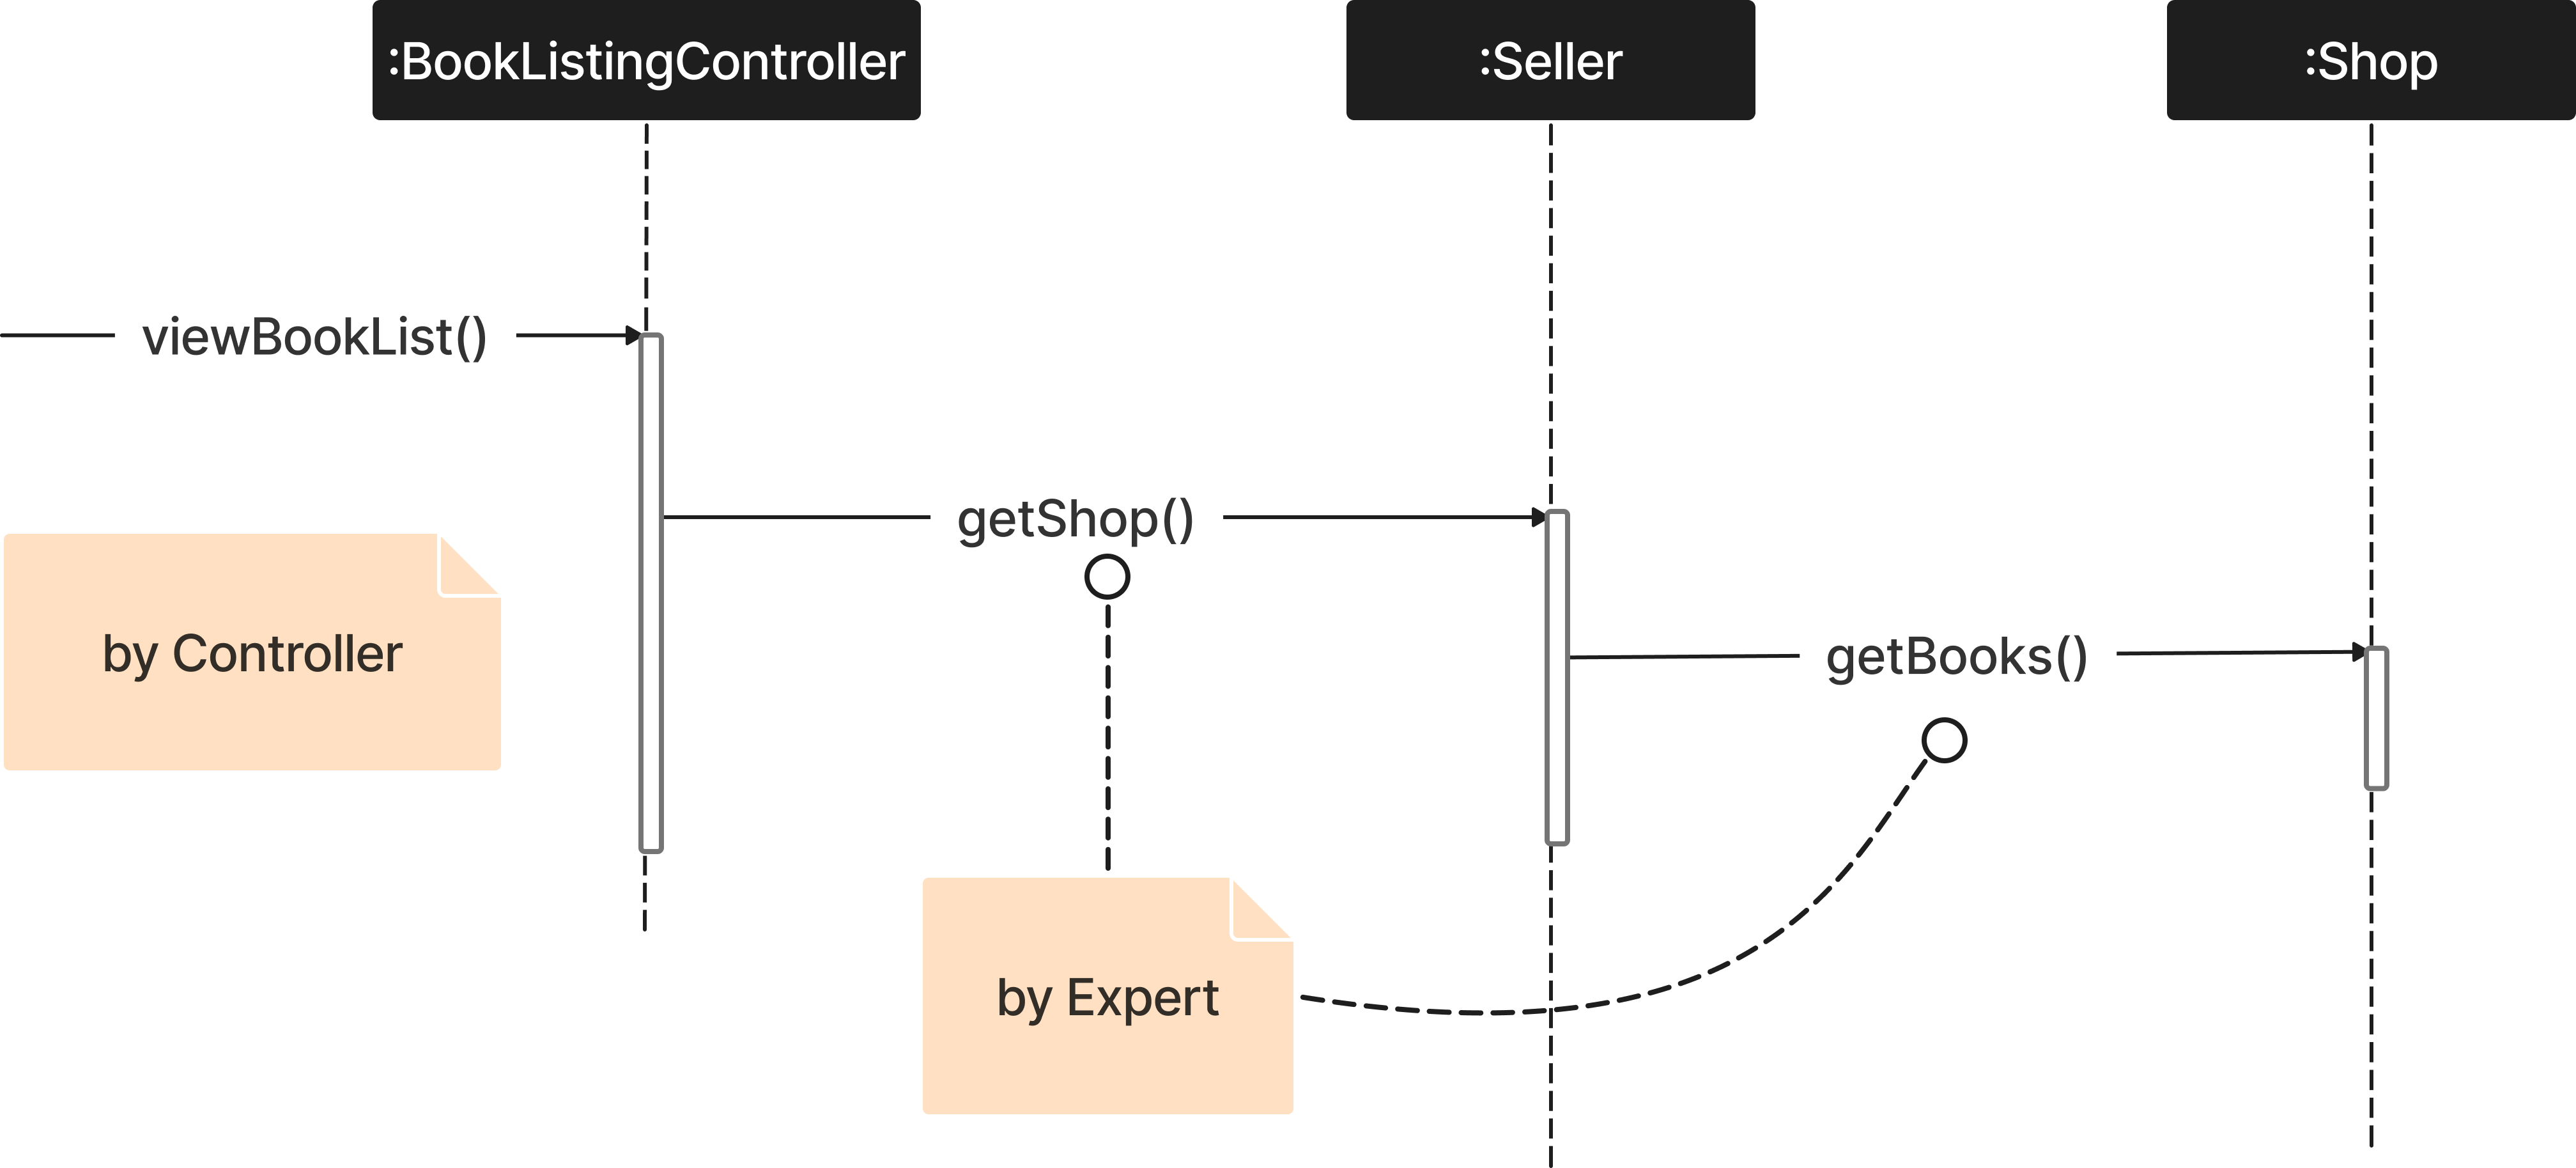 :BookListingController
:Seller
:Shop
viewBookList()
getShop()
by Controller
getBooks()
by Expert